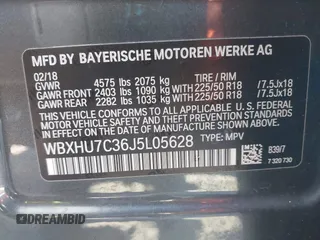 MFD BY BAYERISCHE MOTOREN WERKE AG
02/18
GVWR 4575 lbs 2075 kg TIRE / RIM
GAWR FRONT 2403 lbs 1090 kg WITH 225/50 R18 /7.5Jx18
GAWR REAR 2282 lbs 1035 kg WITH 225/50 R18 /7.5Jx18
THIS VEHICLE CONFORMS TO ALL APPLICABLE U.S. FEDERAL MOTOR
VEHICLE SAFETY, BUMPER AND THEFT PREVENTION STANDARDS
IN EFFECT ON THE DATE OF MANUFACTURE SHOWN ABOVE.
WBXHU7C36J5L05628 TYPE: MPV
839/7
7 320 730
DREAMBID